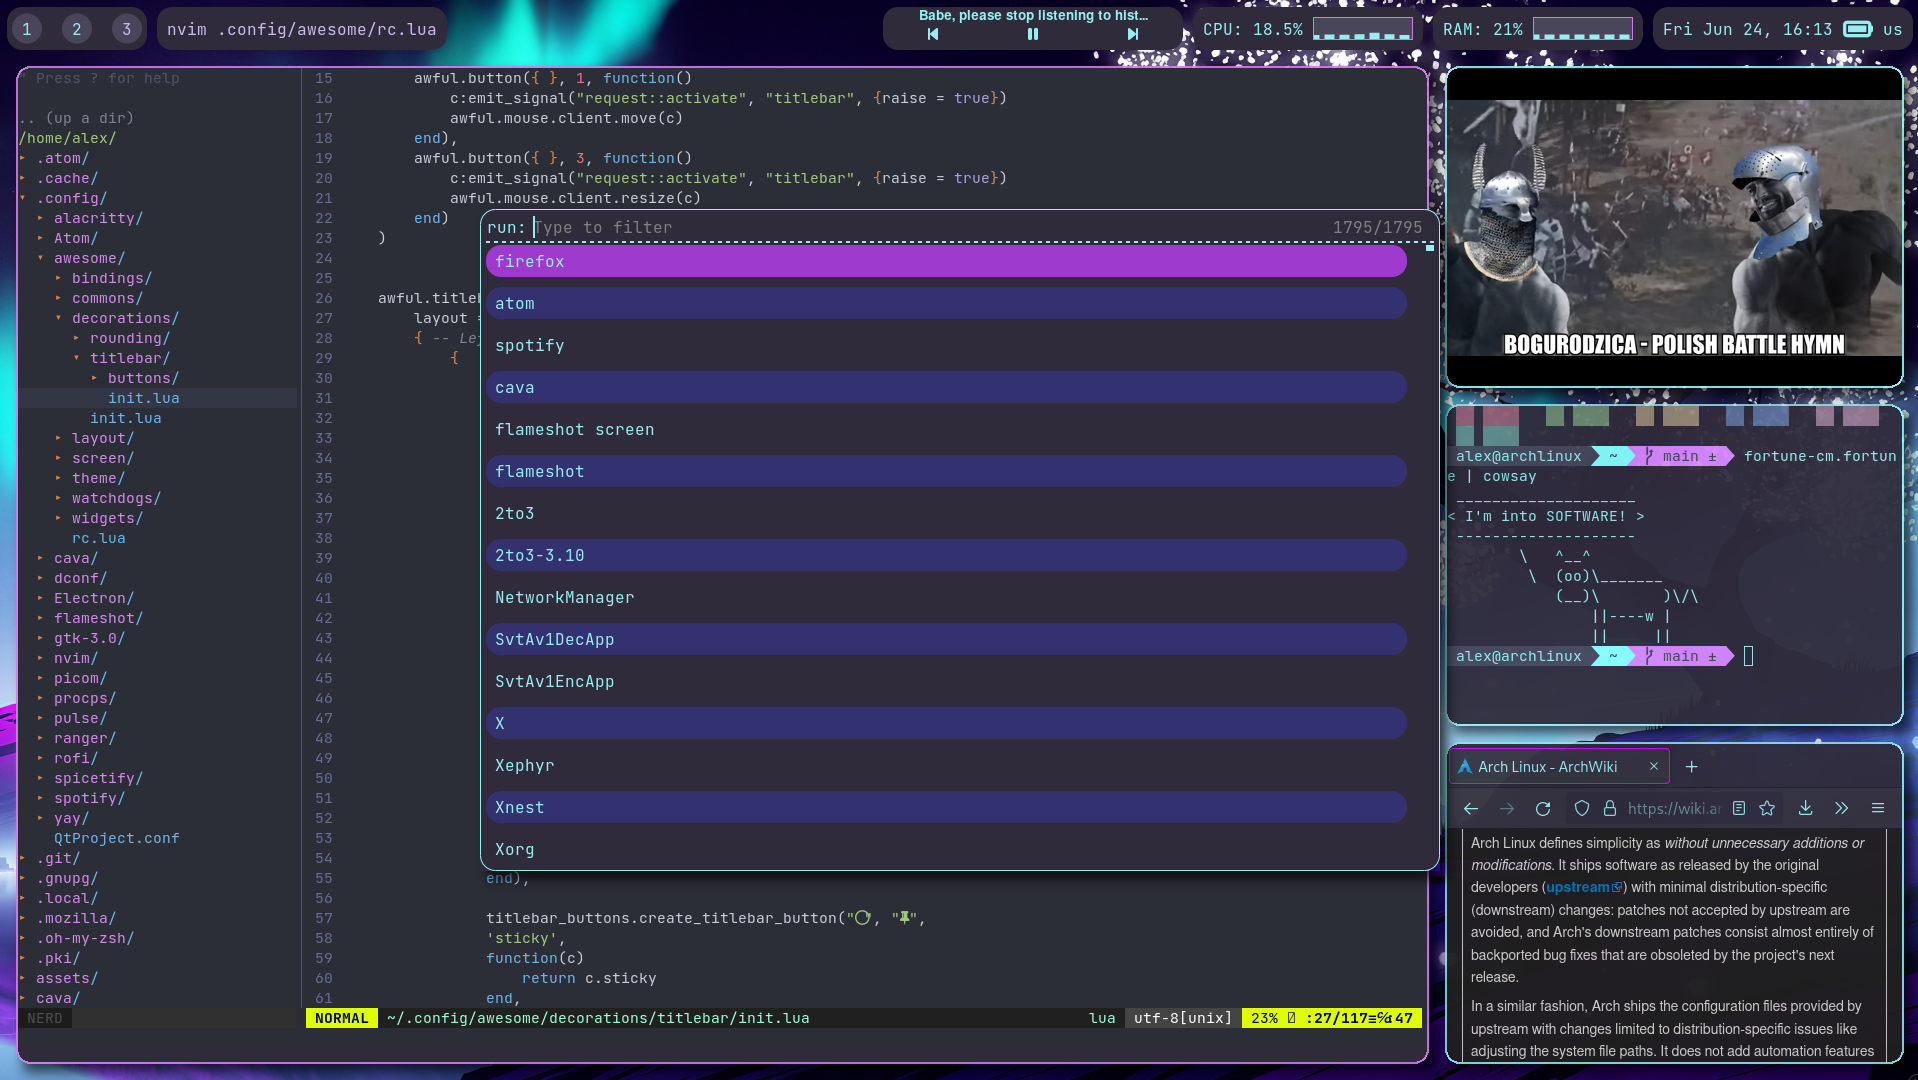 1 2 3 nvim .config/awesome/rc.lua
Babe, please stop listening to hist...
CPU: 18.5% RAM: 21% Fri Jun 24, 16:13 us
" Press ? for help
.. (up a dir)
/home/alex/
▸ .atom/
▸ .cache/
▾ .config/
▸ alacritty/
▸ Atom/
▾ awesome/
▸ bindings/
▸ commons/
▾ decorations/
▸ rounding/
▾ titlebar/
▸ buttons/
init.lua
init.lua
▸ layout/
▸ screen/
▸ theme/
▸ watchdogs/
▸ widgets/
rc.lua
▸ cava/
▸ dconf/
▸ Electron/
▸ flameshot/
▸ gtk-3.0/
▸ nvim/
▸ picom/
▸ procps/
▸ pulse/
▸ ranger/
▸ rofi/
▸ spicetify/
▸ spotify/
▸ yay/
QtProject.conf
▸ .git/
▸ .gnupg/
▸ .local/
▸ .mozilla/
▸ .oh-my-zsh/
▸ .pki/
▸ assets/
▸ cava/
NERD
15 awful.button({ }, 1, function()
16 c:emit_signal("request::activate", "titlebar", {raise = true})
17 awful.mouse.client.move(c)
18 end),
19 awful.button({ }, 3, function()
20 c:emit_signal("request::activate", "titlebar", {raise = true})
21 awful.mouse.client.resize(c)
22 end)
23 )
24
25
26 awful.titleb
27 layout =
28 { -- Le
29 {
30
31
32
33
34
35
36
37
38
39
40
41
42
43
44
45
46
47
48
49
50
51
52
53
54
55 end),
56
57 titlebar_buttons.create_titlebar_button("", "",
58 'sticky',
59 function(c)
60 return c.sticky
61 end,
NORMAL ~/.config/awesome/decorations/titlebar/init.lua lua utf-8[unix] 23% :27/117≡℅:47
run: Type to filter 1795/1795
firefox
atom
spotify
cava
flameshot screen
flameshot
2to3
2to3-3.10
NetworkManager
SvtAv1DecApp
SvtAv1EncApp
X
Xephyr
Xnest
Xorg
BOGURODZICA - POLISH BATTLE HYMN
alex@archlinux ~ main ± fortune-cm.fortun
e | cowsay
____________________
< I'm into SOFTWARE! >
--------------------
\ ^__^
\ (oo)\_______
(__)\ )\/\
||----w |
|| ||
alex@archlinux ~ main ±
Arch Linux - ArchWiki × +
https://wiki.ar
Arch Linux defines simplicity as without unnecessary additions or
modifications. It ships software as released by the original
developers (upstream) with minimal distribution-specific
(downstream) changes: patches not accepted by upstream are
avoided, and Arch's downstream patches consist almost entirely of
backported bug fixes that are obsoleted by the project's next
release.
In a similar fashion, Arch ships the configuration files provided by
upstream with changes limited to distribution-specific issues like
adjusting the system file paths. It does not add automation features